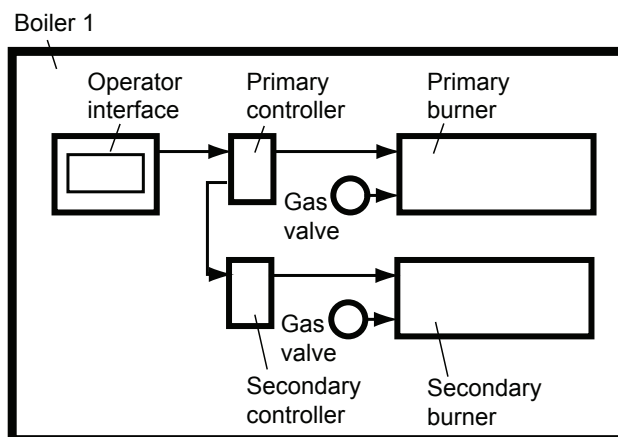 Boiler 1
Operator
interface
Primary
controller
Primary
burner
Gas
valve
Gas
valve
Secondary
controller
Secondary
burner